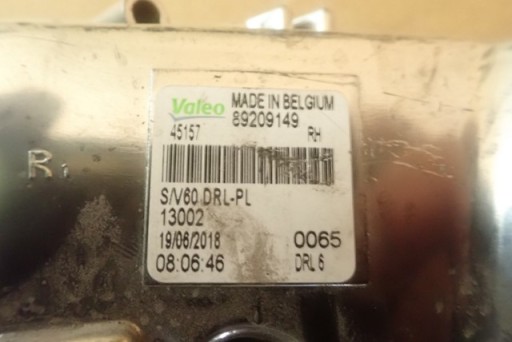 Valeo MADE IN BELGIUM
89209149
45157 RH
R1
S/V60 DRL-PL
13002
19/06/2018 0065
08:06:46 DRL 6